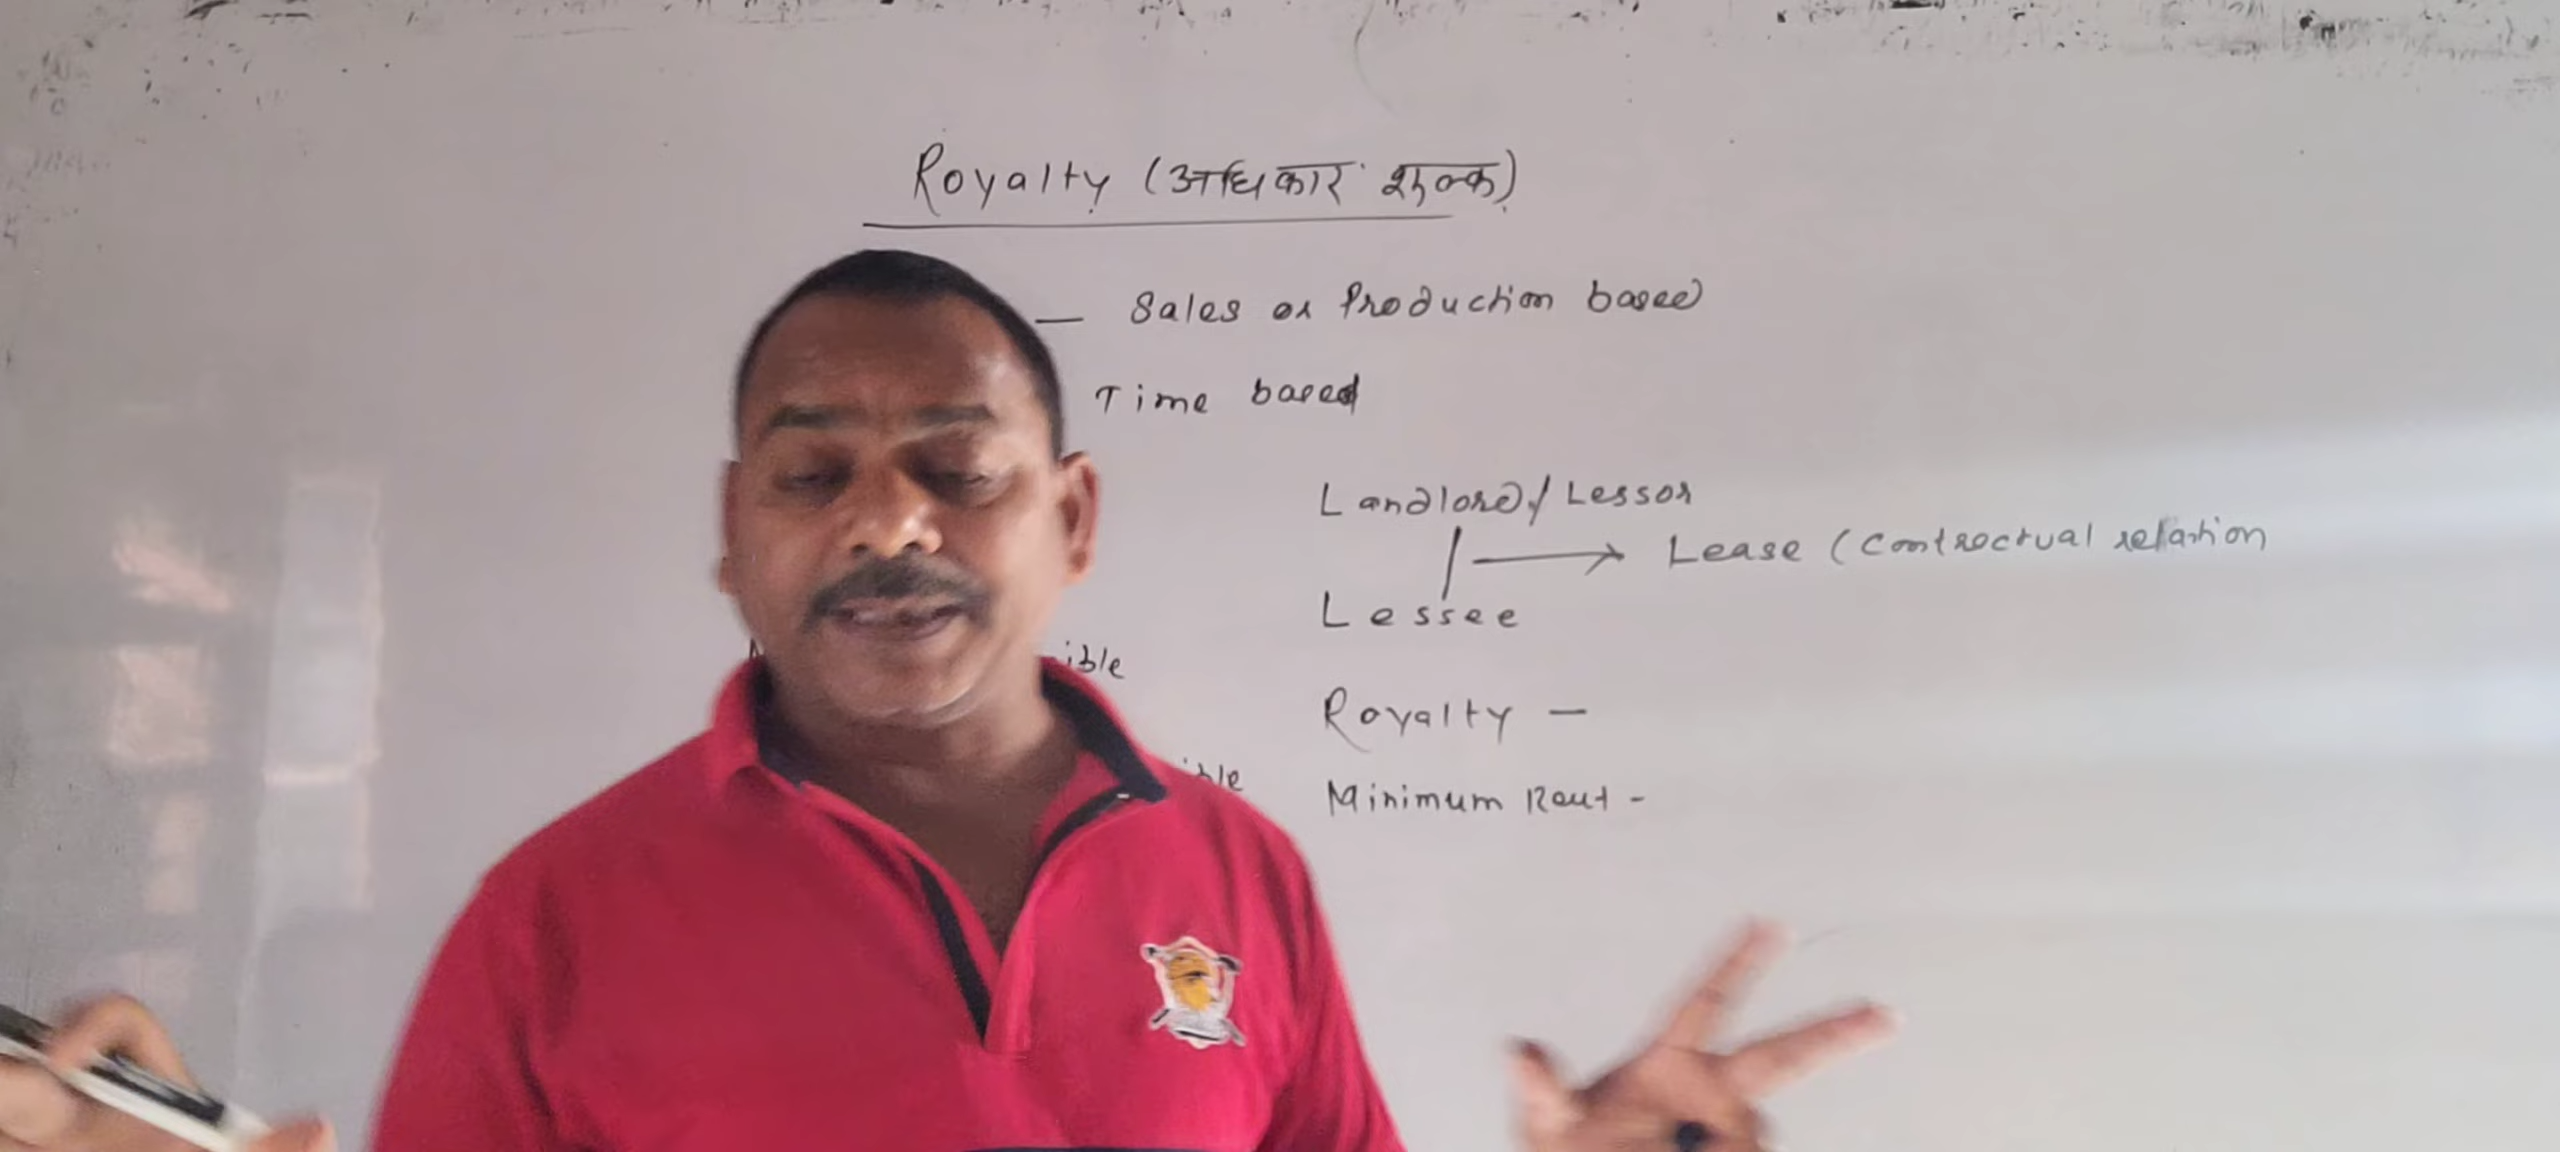 Royalty (अधिकार शुल्क)
— Sales or Production based
Time based
Landlord/Lessor
Lease (Contractual relation
Lessee
Royalty —
Minimum Rent -